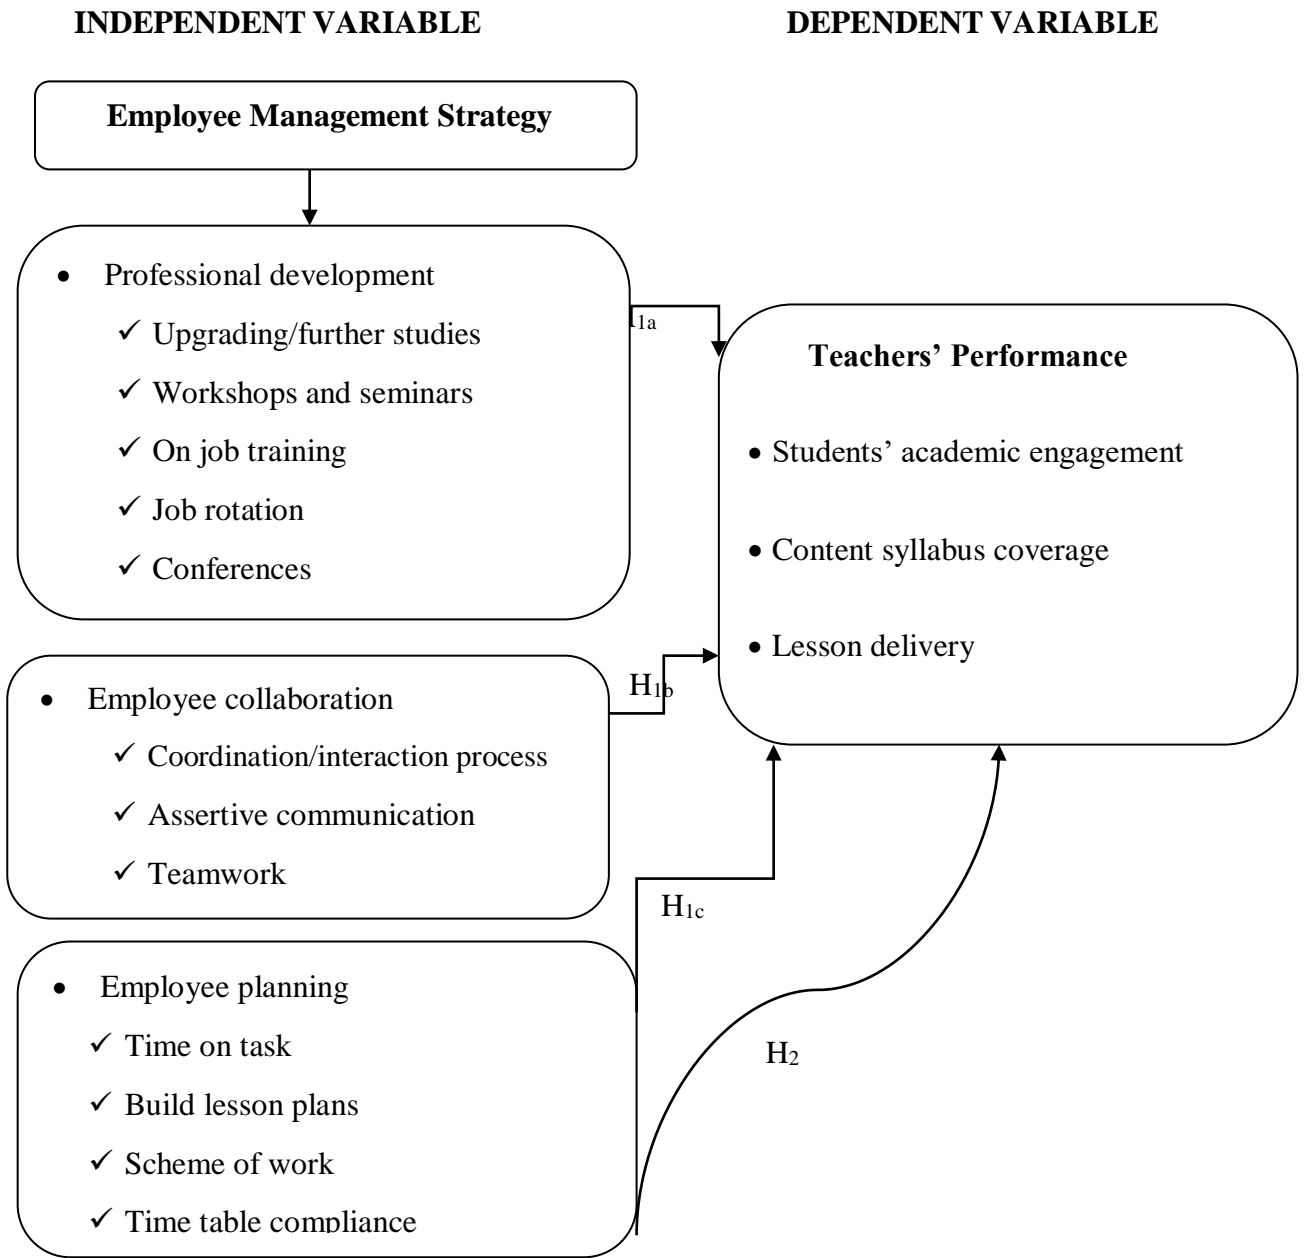 INDEPENDENT VARIABLE
DEPENDENT VARIABLE
Employee Management Strategy
• Professional development
✓ Upgrading/further studies
✓ Workshops and seminars
✓ On job training
✓ Job rotation
✓ Conferences
1a
Teachers’ Performance
• Students’ academic engagement
• Content syllabus coverage
• Lesson delivery
H1b
• Employee collaboration
✓ Coordination/interaction process
✓ Assertive communication
✓ Teamwork
H1c
• Employee planning
✓ Time on task
✓ Build lesson plans
✓ Scheme of work
✓ Time table compliance
H2